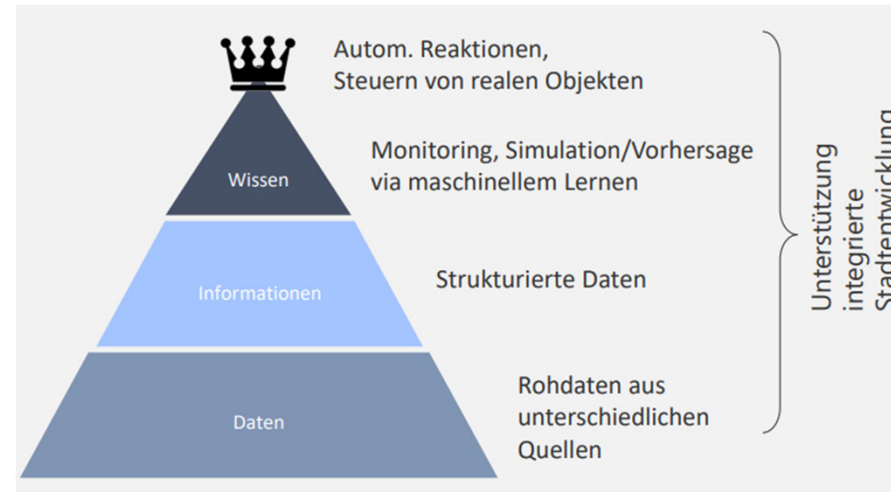 Autom. Reaktionen,
Steuern von realen Objekten
Wissen
Monitoring, Simulation/Vorhersage
via maschinellem Lernen
Informationen
Strukturierte Daten
Daten
Rohdaten aus
unterschiedlichen
Quellen
Unterstützung
integrierte
Stadtentwicklung